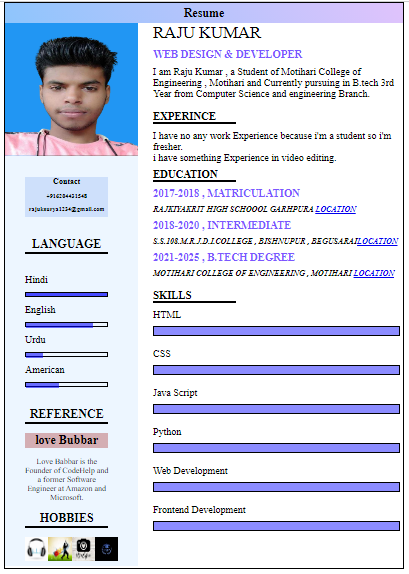 Resume
RAJU KUMAR
WEB DESIGN & DEVELOPER
I am Raju Kumar , a Student of Motihari College of
Engineering , Motihari and Currently pursuing in B.tech 3rd
Year from Computer Science and engineering Branch.
EXPERINCE
I have no any work Experience because i'm a student so i'm
fresher.
i have something Experience in video editing.
EDUCATION
2017-2018 , MATRICULATION
RAJKIYAKRIT HIGH SCHOOOL GARHPURA LOCATION
2018-2020 , INTERMEDIATE
S.S.108.M.R.J.D.I.COLLEGE , BISHNUPUR , BEGUSARAILOCATION
2021-2025 , B.TECH DEGREE
MOTIHARI COLLEGE OF ENGINEERING , MOTIHARI LOCATION
SKILLS
HTML
CSS
Java Script
Python
Web Development
Frontend Development
Contact
+916204431548
rajuksurya1234@gmail.com
LANGUAGE
Hindi
English
Urdu
American
REFERENCE
love Bubbar
Love Babbar is the
Founder of CodeHelp and
a former Software
Engineer at Amazon and
Microsoft.
HOBBIES